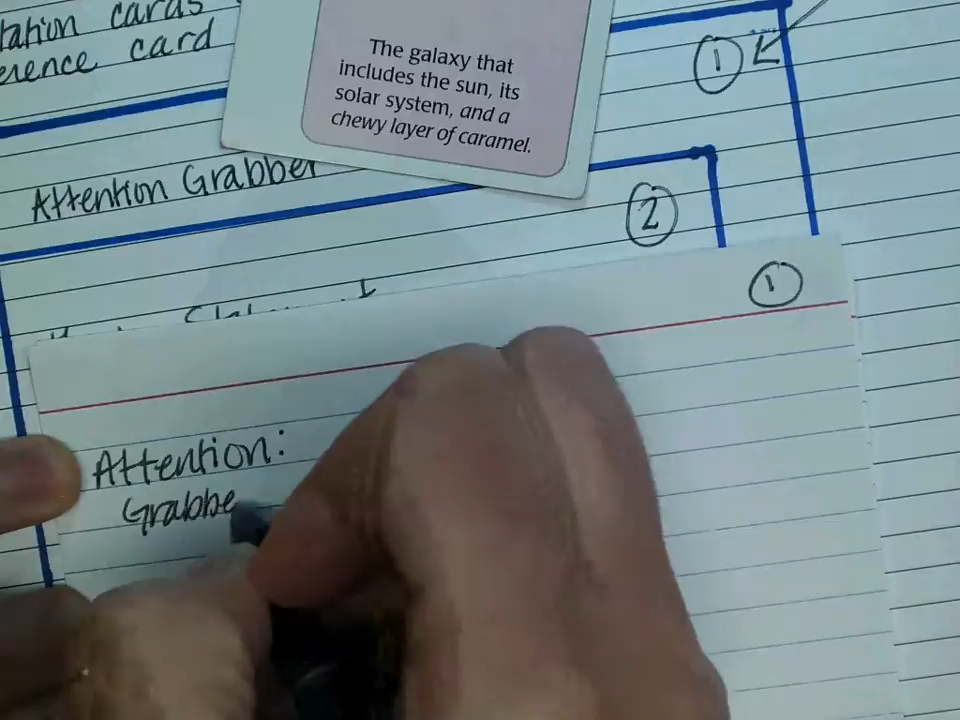 tation cards
erence card
The galaxy that
includes the sun, its
solar system, and a
chewy layer of caramel.
1
Attention Grabber
2
1
Attention:
Grabbe